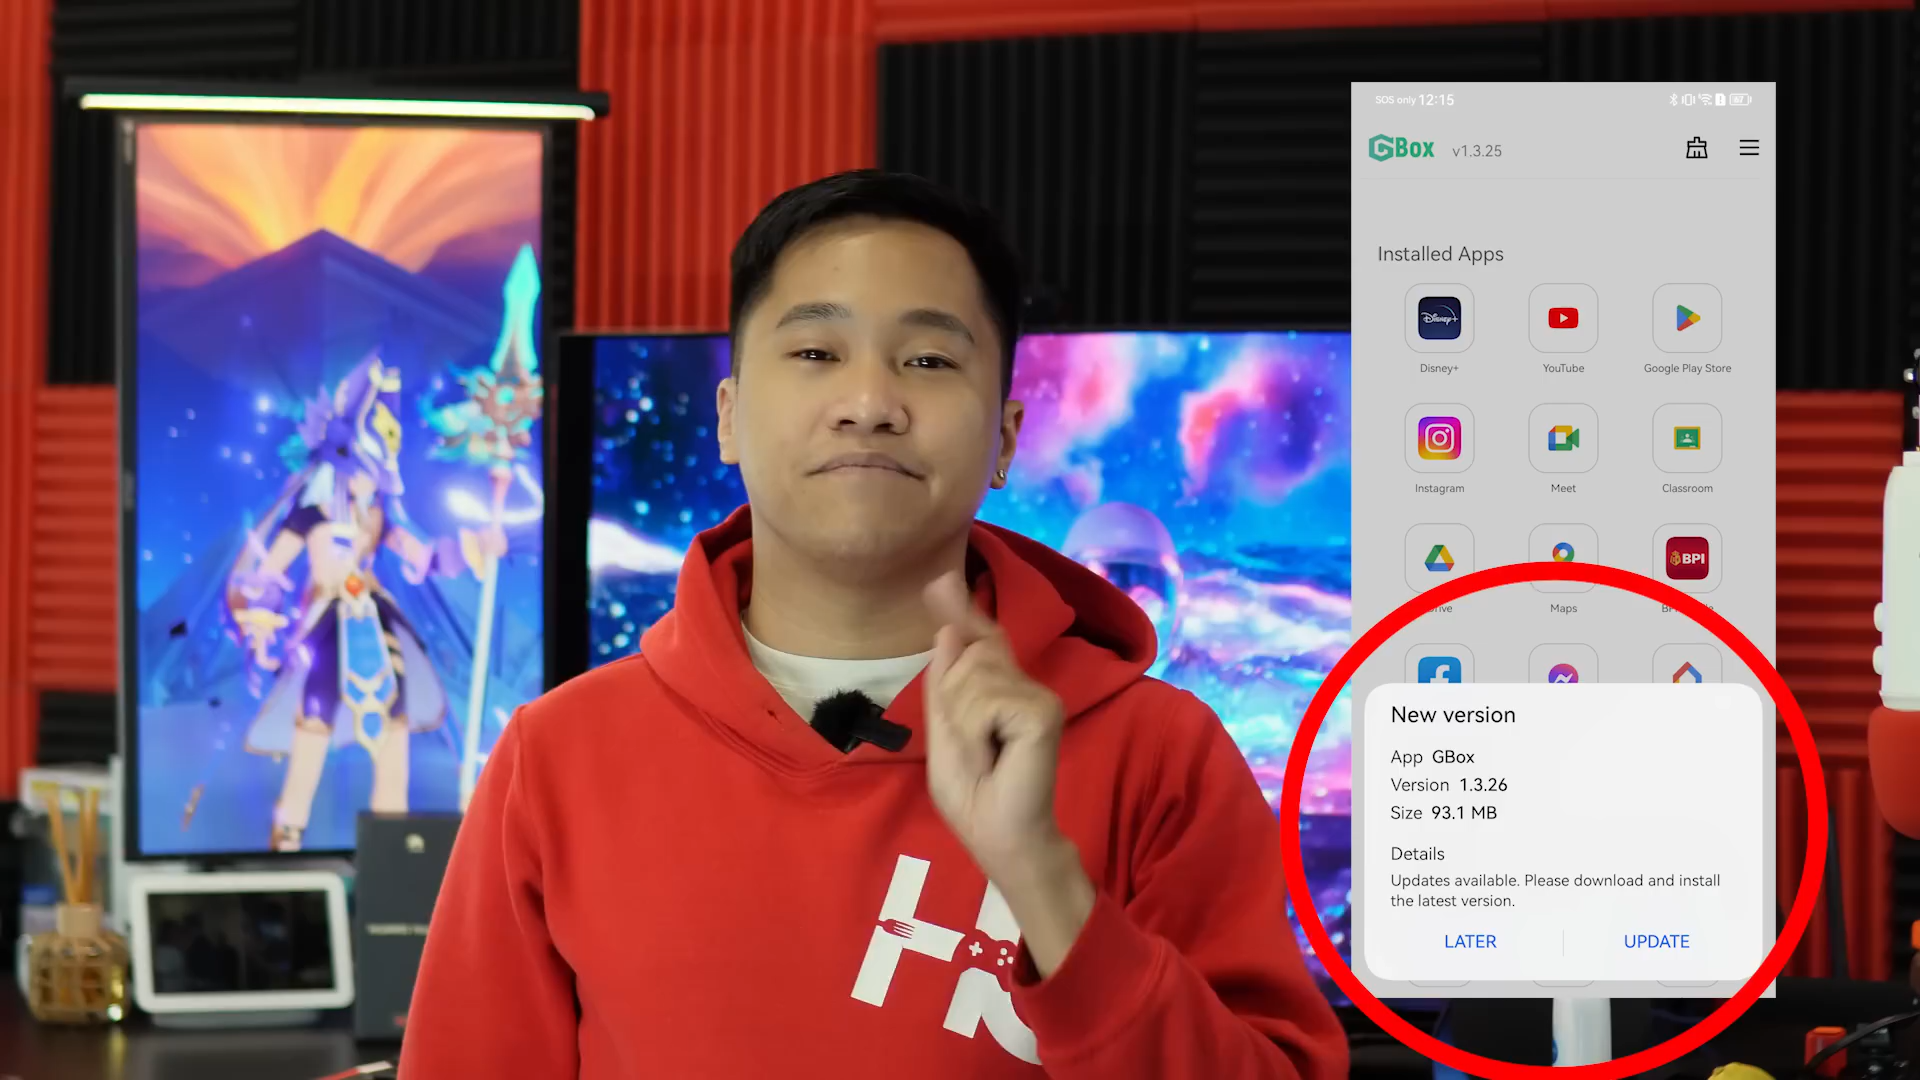 SOS only 12:15
67
GBox v1.3.25
Installed Apps
Disney+
Disney+ YouTube Google Play Store
Instagram Meet Classroom
BPI
Maps
New version
App GBox
Version 1.3.26
Size 93.1 MB
Details
Updates available. Please download and install
the latest version.
LATER UPDATE